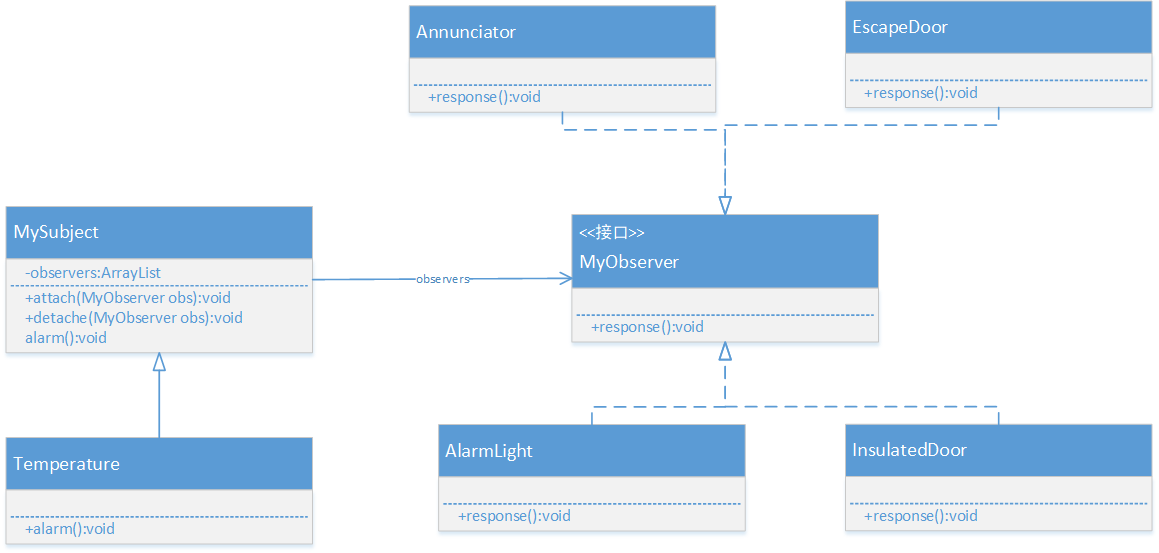 Annunciator
+response():void
EscapeDoor
+response():void
MySubject
-observers:ArrayList
+attach(MyObserver obs):void
+detache(MyObserver obs):void
alarm():void
observers
<<接口>>
MyObserver
+response():void
Temperature
+alarm():void
AlarmLight
+response():void
InsulatedDoor
+response():void